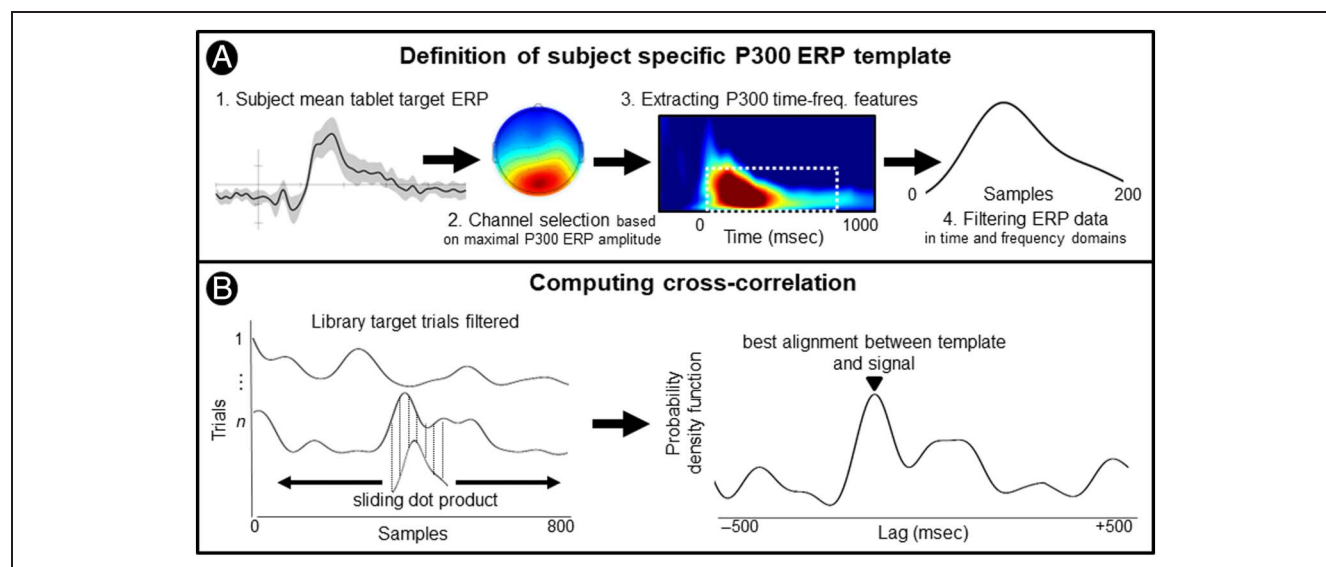 A
Definition of subject specific P300 ERP template
1. Subject mean tablet target ERP
2. Channel selection based
on maximal P300 ERP amplitude
3. Extracting P300 time-freq. features
0
1000
Time (msec)
0
Samples
200
4. Filtering ERP data
in time and frequency domains
B
Computing cross-correlation
Library target trials filtered
1
...
n
Trials
sliding dot product
0
800
Samples
best alignment between template
and signal
Probability
density function
–500
+500
Lag (msec)